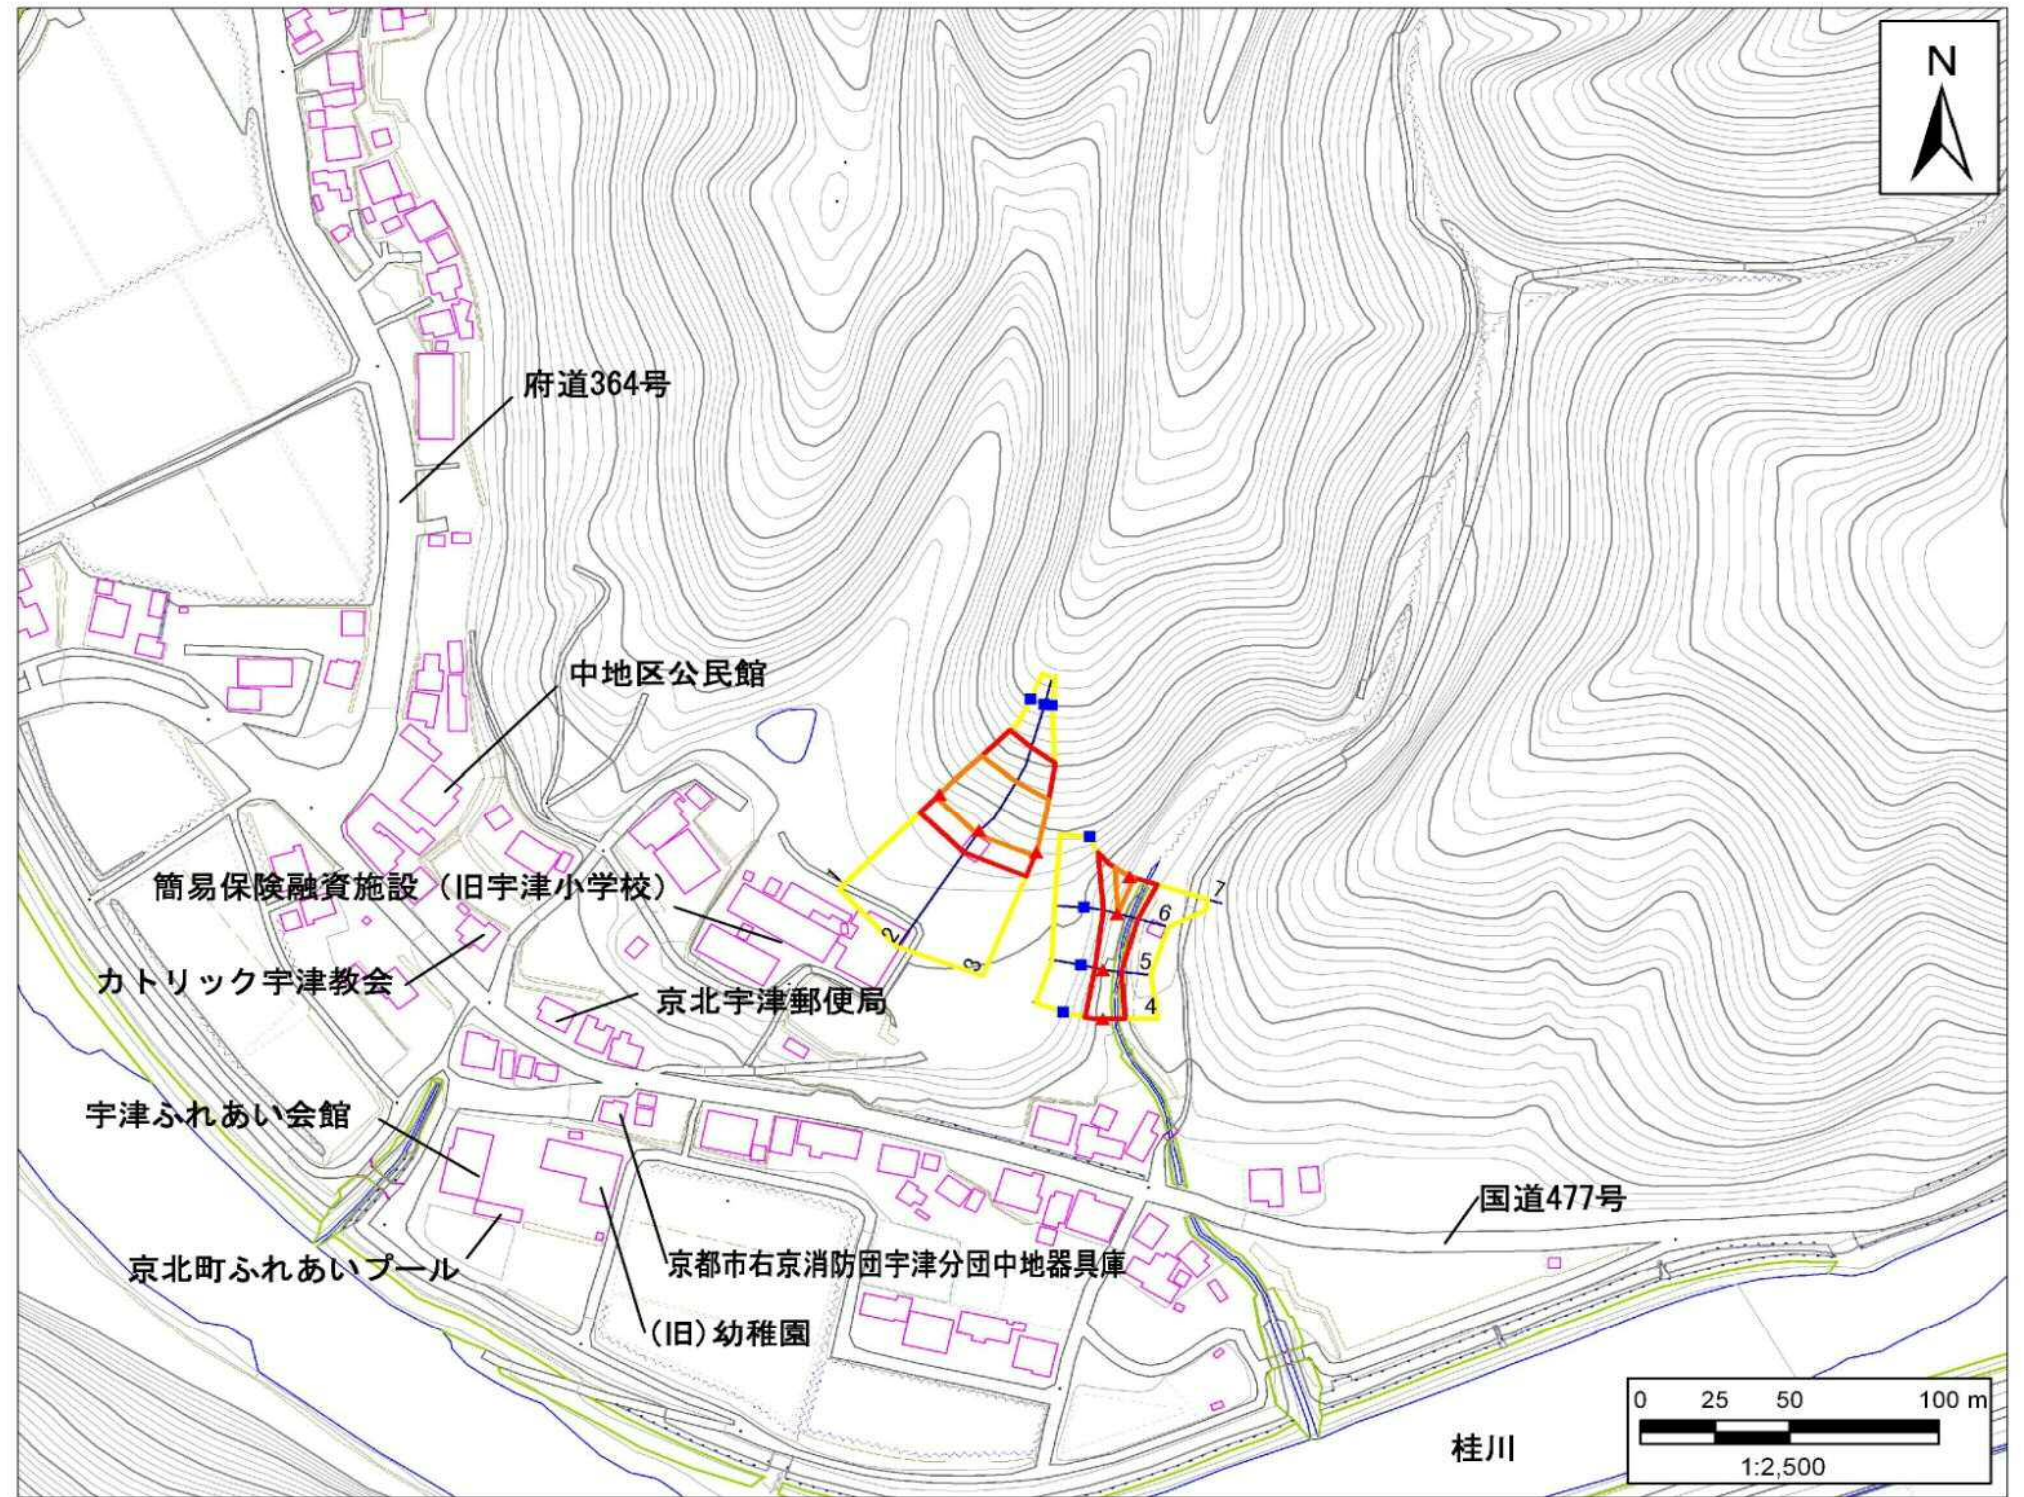 N
府道364号
中地区公民館
簡易保険融資施設（旧宇津小学校）
1
7
6
2
3
5
カトリック宇津教会
京北宇津郵便局
4
宇津ふれあい会館
国道477号
京北町ふれあいプール
京都市右京消防団宇津分団中地器具庫
(旧)幼稚園
桂川
0 25 50 100 m
1:2,500